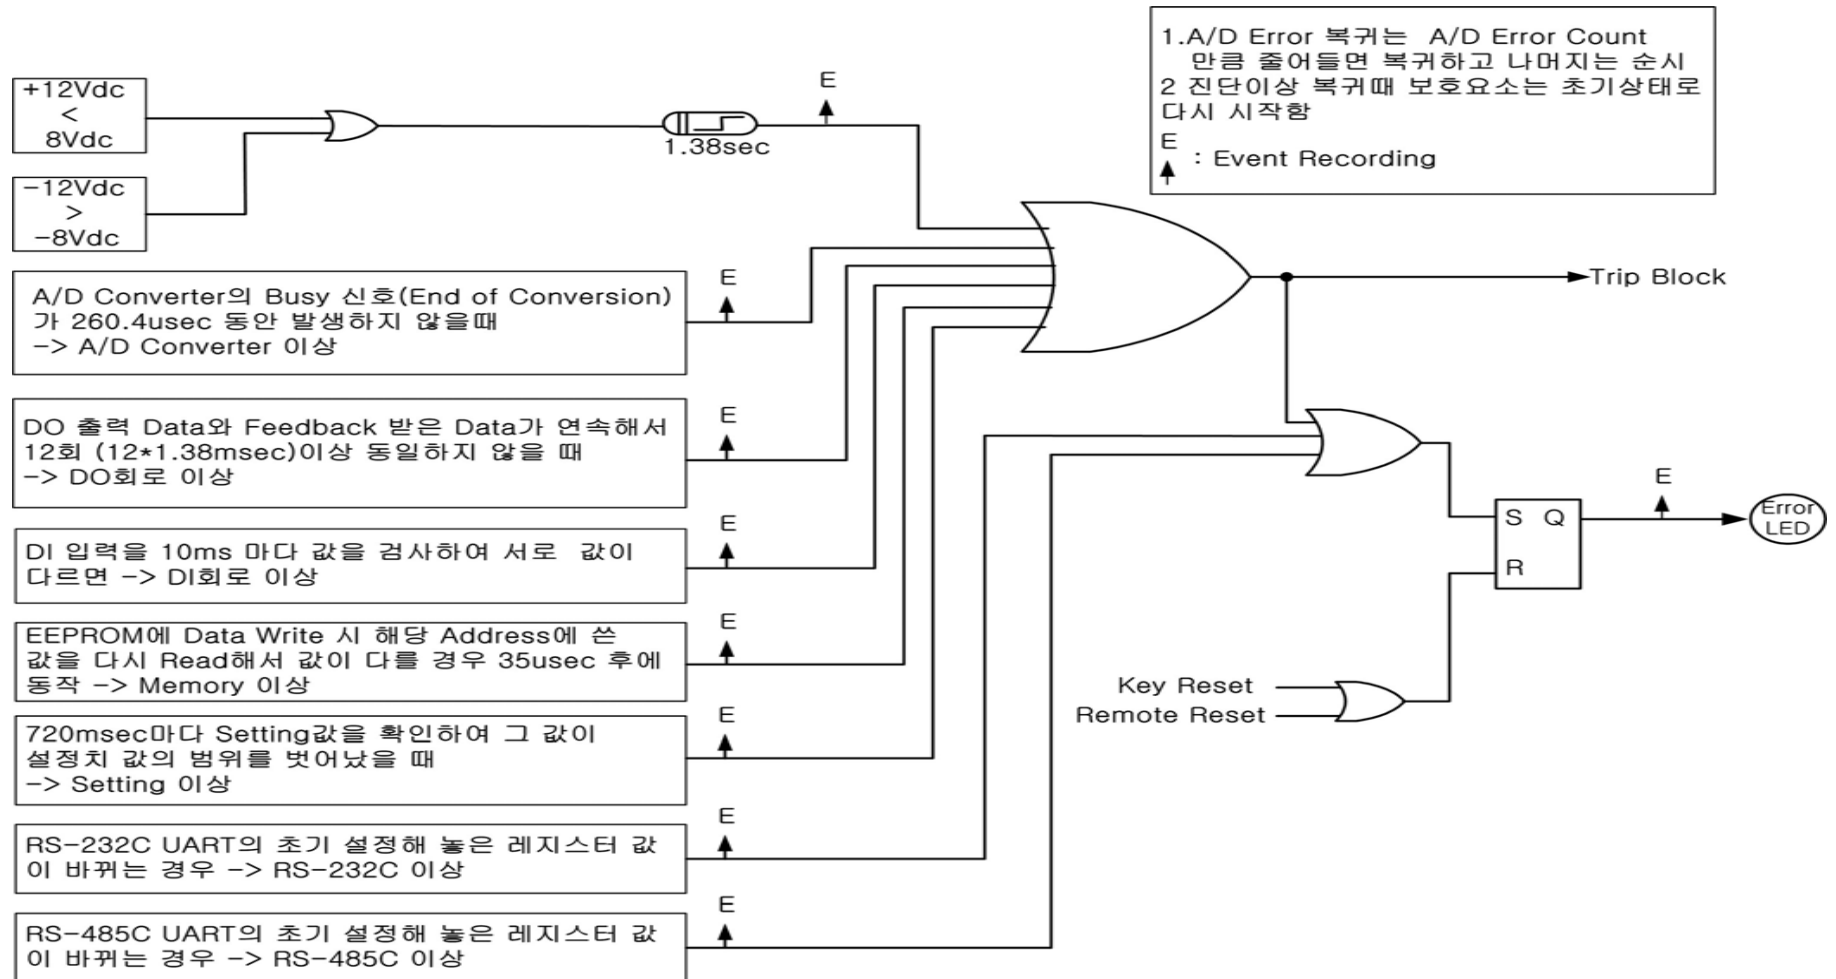 1.A/D Error 복귀는 A/D Error Count
만큼 줄어들면 복귀하고 나머지는 순시
2 진단이상 복귀때 보호요소는 초기상태로
다시 시작함
E
: Event Recording
+12Vdc
<
8Vdc
-12Vdc
>
-8Vdc
1.38sec
E
A/D Converter의 Busy 신호(End of Conversion)
가 260.4usec 동안 발생하지 않을때
-> A/D Converter 이상
E
DO 출력 Data와 Feedback 받은 Data가 연속해서
12회 (12*1.38msec)이상 동일하지 않을 때
-> DO회로 이상
E
DI 입력을 10ms 마다 값을 검사하여 서로 값이
다르면 -> DI회로 이상
E
EEPROM에 Data Write 시 해당 Address에 쓴
값을 다시 Read해서 값이 다를 경우 35usec 후에
동작 -> Memory 이상
E
720msec마다 Setting값을 확인하여 그 값이
설정치 값의 범위를 벗어났을 때
-> Setting 이상
E
RS-232C UART의 초기 설정해 놓은 레지스터 값
이 바뀌는 경우 -> RS-232C 이상
E
RS-485C UART의 초기 설정해 놓은 레지스터 값
이 바뀌는 경우 -> RS-485C 이상
E
Trip Block
S Q
R
E
Error
LED
Key Reset
Remote Reset